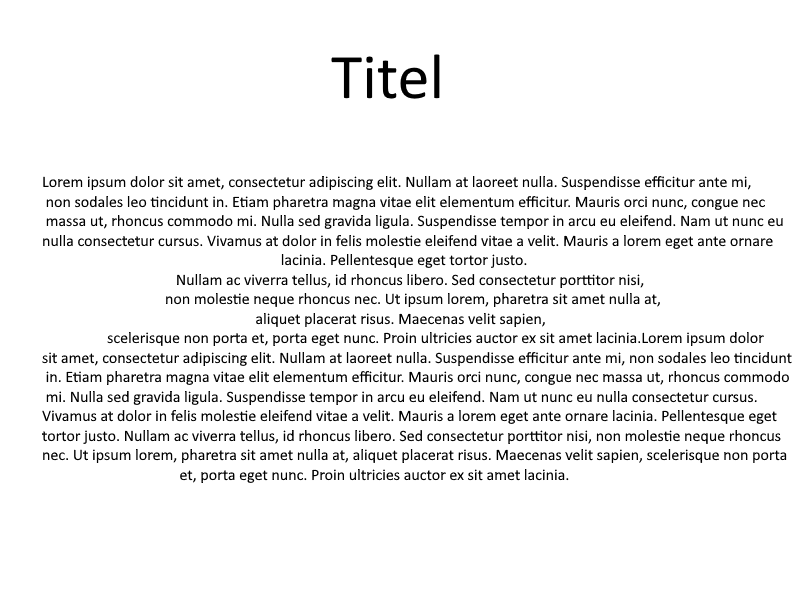 Titel
Lorem ipsum dolor sit amet, consectetur adipiscing elit. Nullam at laoreet nulla. Suspendisse efficitur ante mi,
non sodales leo tincidunt in. Etiam pharetra magna vitae elit elementum efficitur. Mauris orci nunc, congue nec
massa ut, rhoncus commodo mi. Nulla sed gravida ligula. Suspendisse tempor in arcu eu eleifend. Nam ut nunc eu
nulla consectetur cursus. Vivamus at dolor in felis molestie eleifend vitae a velit. Mauris a lorem eget ante ornare
lacinia. Pellentesque eget tortor justo.
Nullam ac viverra tellus, id rhoncus libero. Sed consectetur porttitor nisi,
non molestie neque rhoncus nec. Ut ipsum lorem, pharetra sit amet nulla at,
aliquet placerat risus. Maecenas velit sapien,
scelerisque non porta et, porta eget nunc. Proin ultricies auctor ex sit amet lacinia.Lorem ipsum dolor
sit amet, consectetur adipiscing elit. Nullam at laoreet nulla. Suspendisse efficitur ante mi, non sodales leo tincidunt
in. Etiam pharetra magna vitae elit elementum efficitur. Mauris orci nunc, congue nec massa ut, rhoncus commodo
mi. Nulla sed gravida ligula. Suspendisse tempor in arcu eu eleifend. Nam ut nunc eu nulla consectetur cursus.
Vivamus at dolor in felis molestie eleifend vitae a velit. Mauris a lorem eget ante ornare lacinia. Pellentesque eget
tortor justo. Nullam ac viverra tellus, id rhoncus libero. Sed consectetur porttitor nisi, non molestie neque rhoncus
nec. Ut ipsum lorem, pharetra sit amet nulla at, aliquet placerat risus. Maecenas velit sapien, scelerisque non porta
et, porta eget nunc. Proin ultricies auctor ex sit amet lacinia.